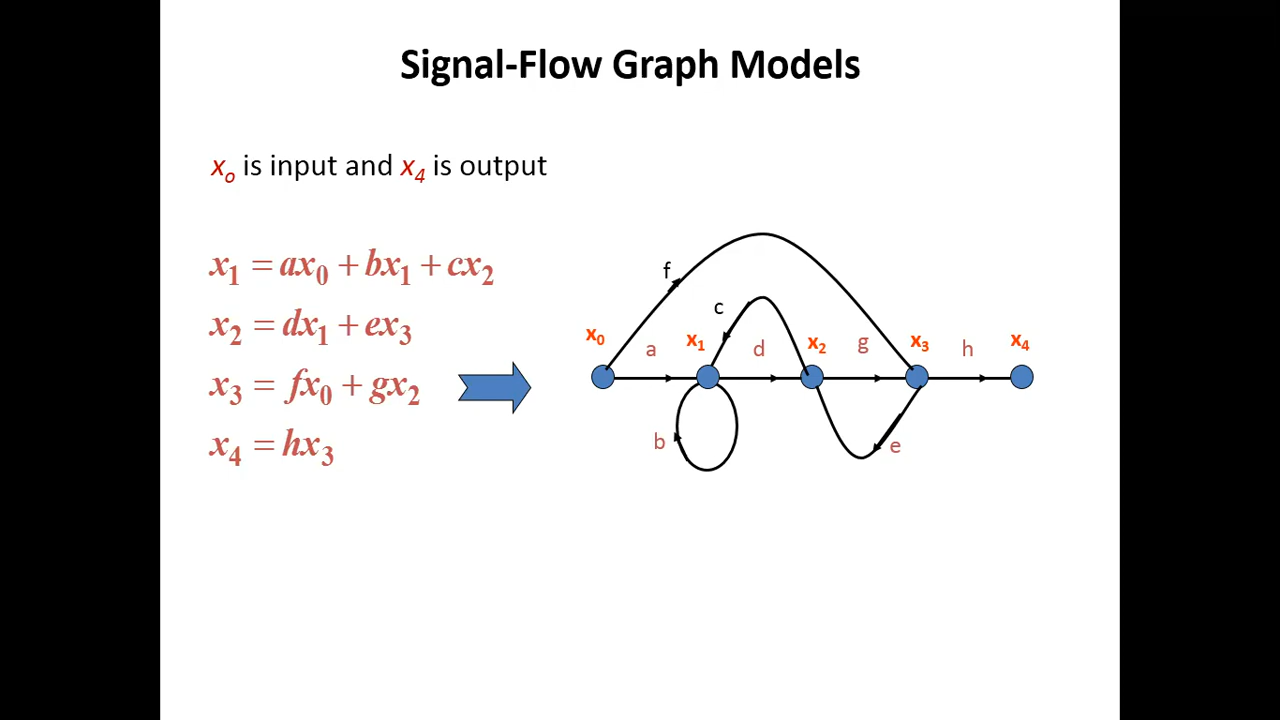 Signal-Flow Graph Models
xₒ is input and x₄ is output
x₁ = ax₀ + bx₁ + cx₂
x₂ = dx₁ + ex₃
x₃ = fx₀ + gx₂
x₄ = hx₃
f
c
x₀ a x₁ d x₂ g x₃ h x₄
b
e